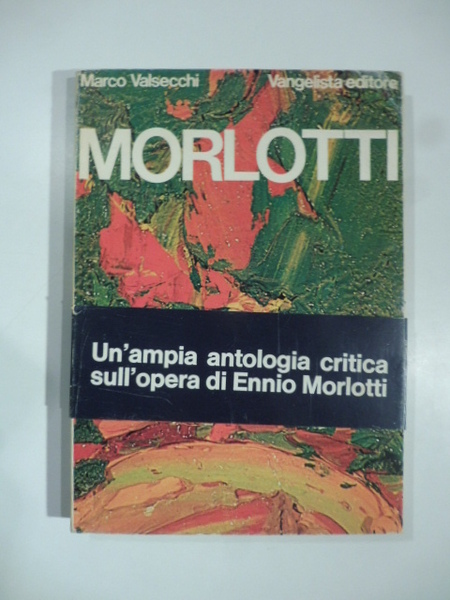 Marco Valsecchi Vangelista editore
MORLOTTI
Un'ampia antologia critica
sull'opera di Ennio Morlotti